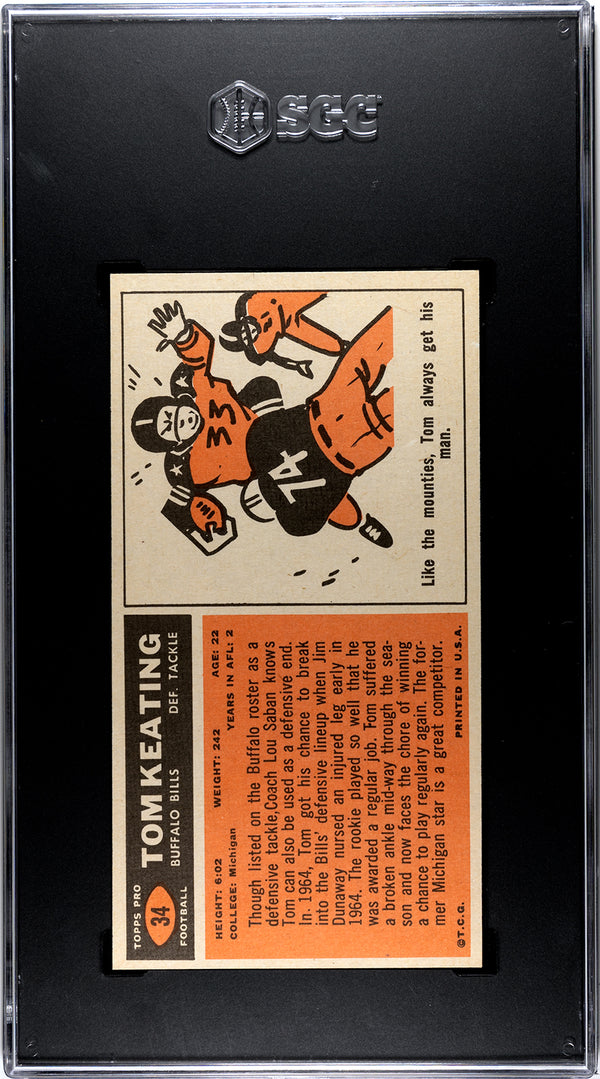 SGC
TOPPS PRO
34
FOOTBALL
TOM KEATING
BUFFALO BILLS DEF. TACKLE
HEIGHT: 6:02 WEIGHT: 242 AGE: 22
COLLEGE: Michigan YEARS IN AFL: 2
Though listed on the Buffalo roster as a
defensive tackle, Coach Lou Saban knows
Tom can also be used as a defensive end.
In 1964, Tom got his chance to break
into the Bills' defensive lineup when Jim
Dunaway nursed an injured leg early in
1964. The rookie played so well that he
was awarded a regular job. Tom suffered
a broken ankle mid-way through the sea-
son and now faces the chore of winning
a chance to play regularly again. The for-
mer Michigan star is a great competitor.
©T.C.G. PRINTED IN U.S.A.
33
74
Like the mounties, Tom always get his
man.